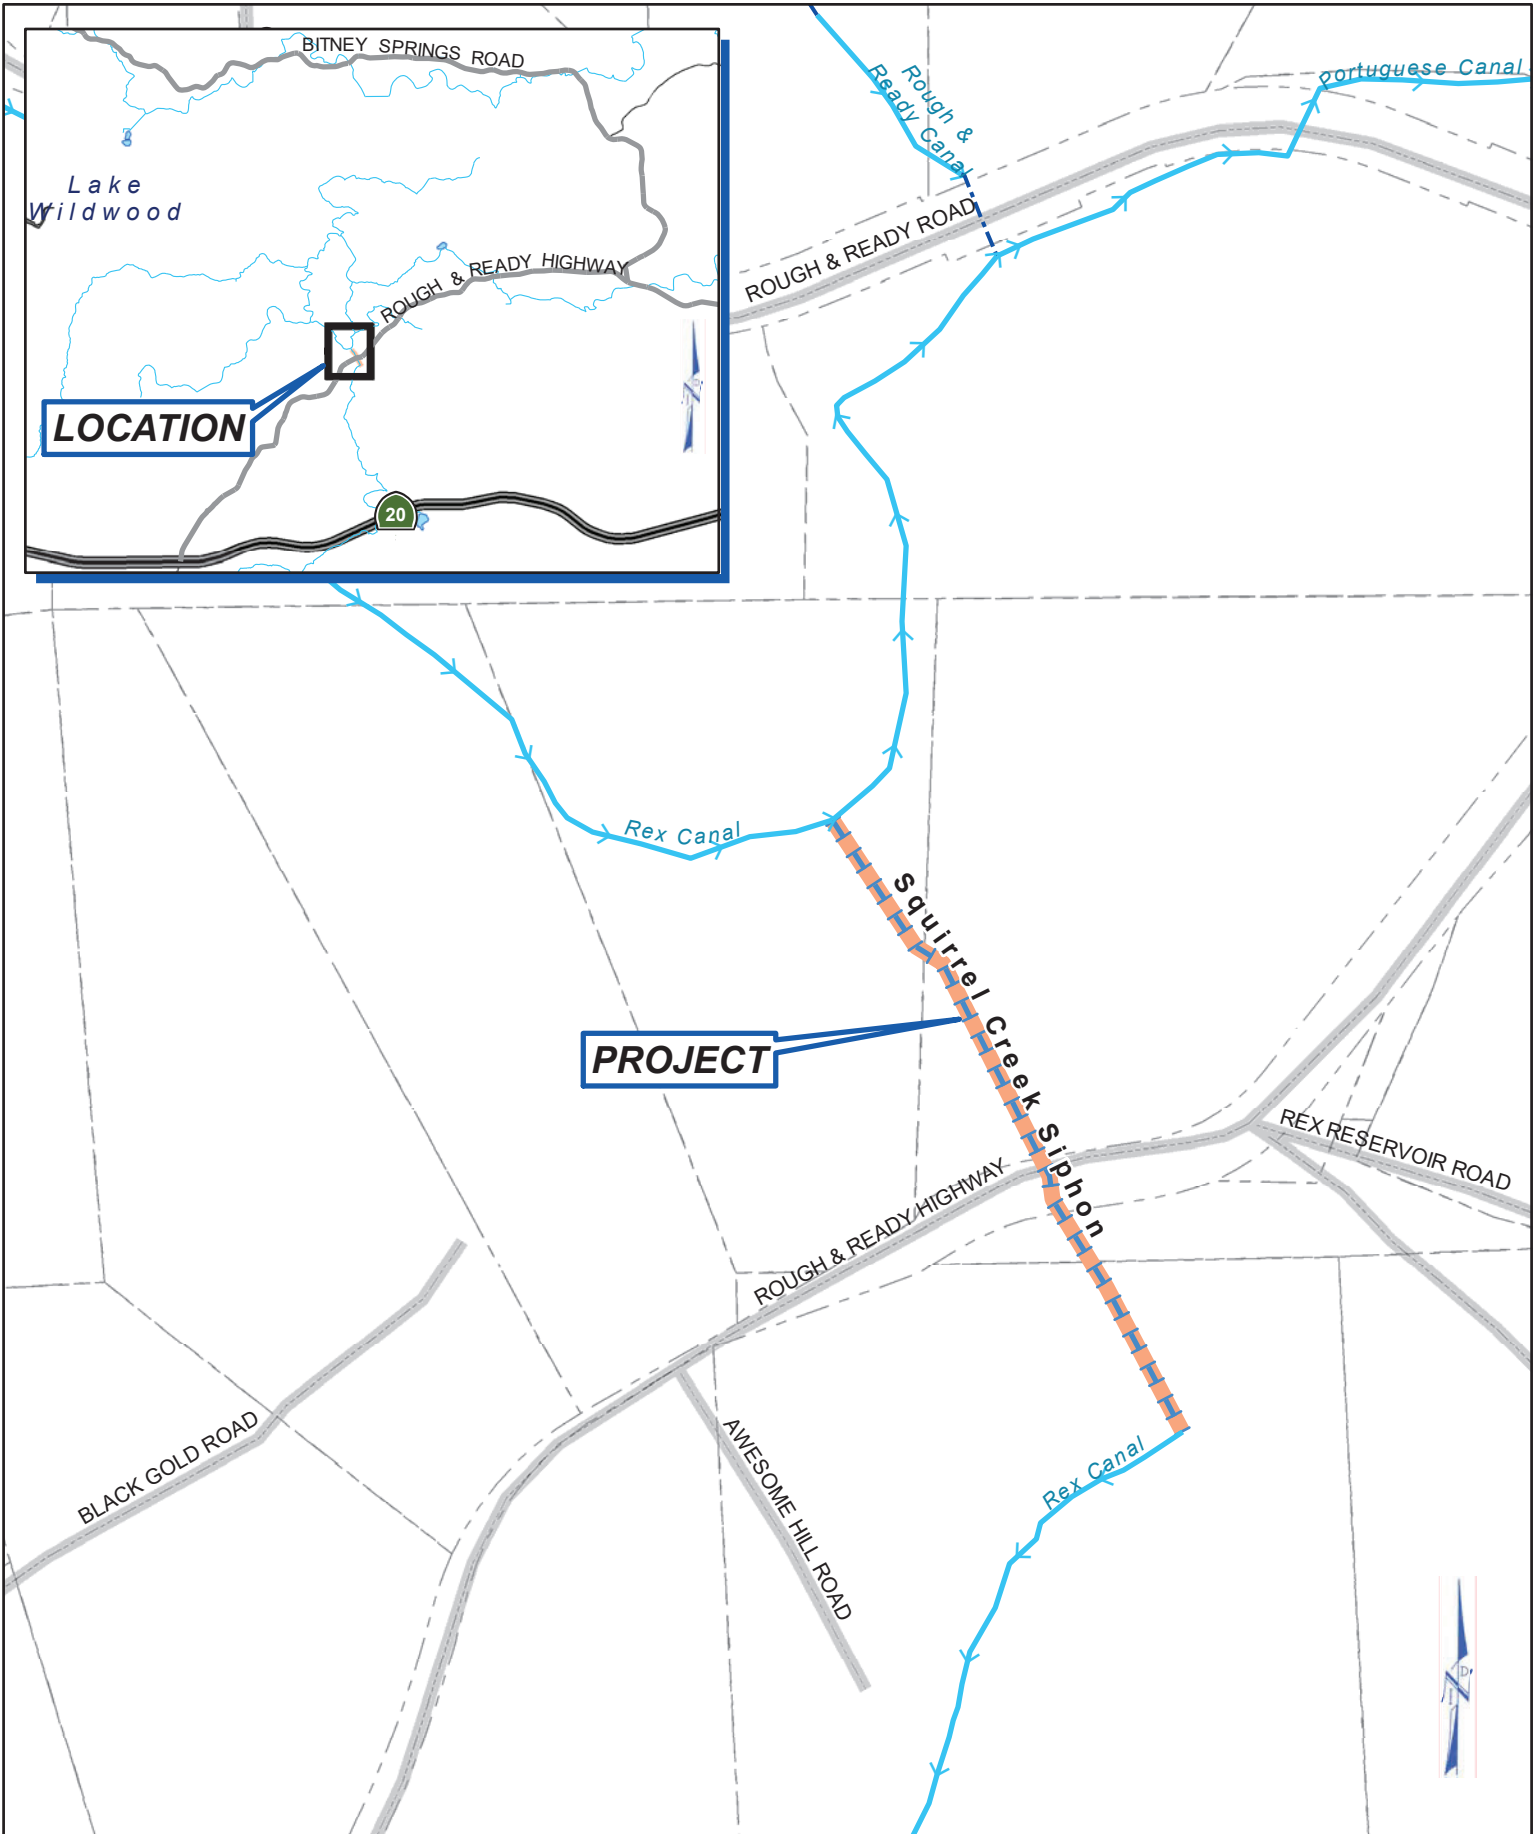 BITNEY SPRINGS ROAD
Lake
Wildwood
ROUGH & READY HIGHWAY
LOCATION
20
Rough &
Ready Canal
Portuguese Canal
ROUGH & READY ROAD
Rex Canal
Squirrel Creek Siphon
PROJECT
REX RESERVOIR ROAD
ROUGH & READY HIGHWAY
BLACK GOLD ROAD
AWESOME HILL ROAD
Rex Canal